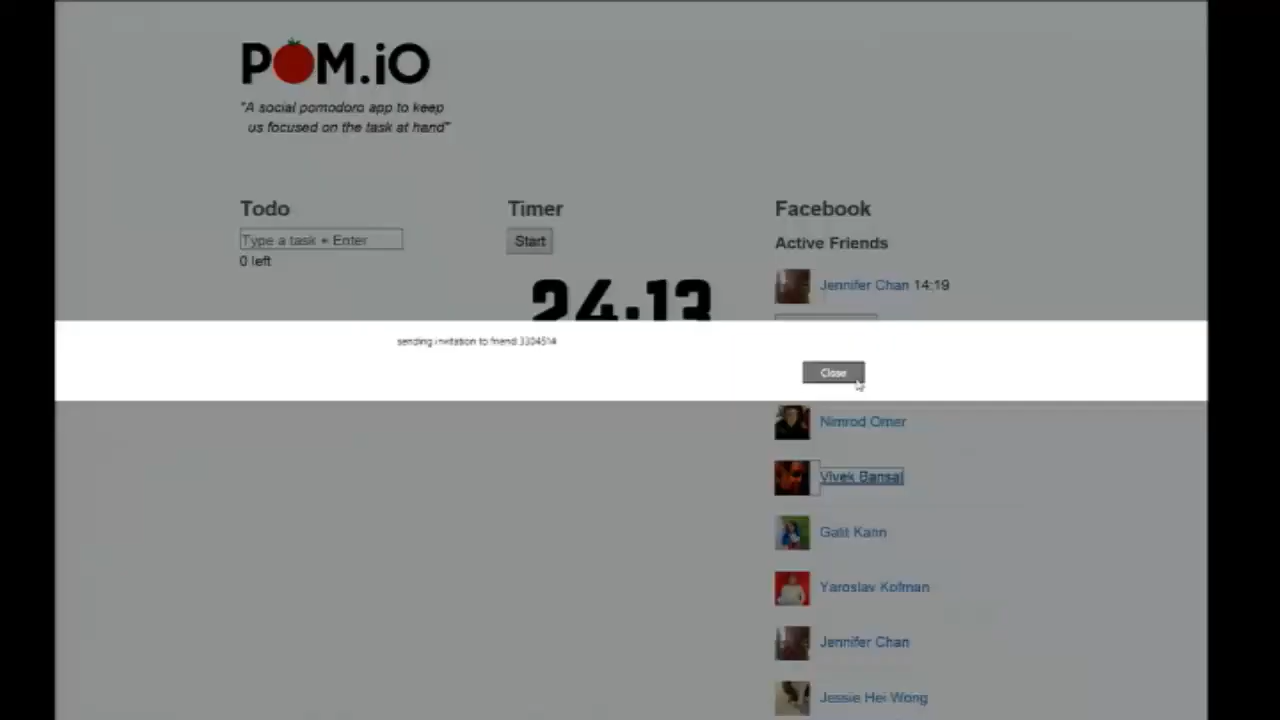 POM.iO
"A social pomodoro app to keep
us focused on the task at hand"
Todo
Type a task + Enter
0 left
Timer
Start
24:13
Facebook
Active Friends
Jennifer Chan 14:19
sending invitation to friend 3304514
Close
Nimrod Omer
Vivek Bansal
Galit Kann
Yaroslav Kofman
Jennifer Chan
Jessie Hei Wong